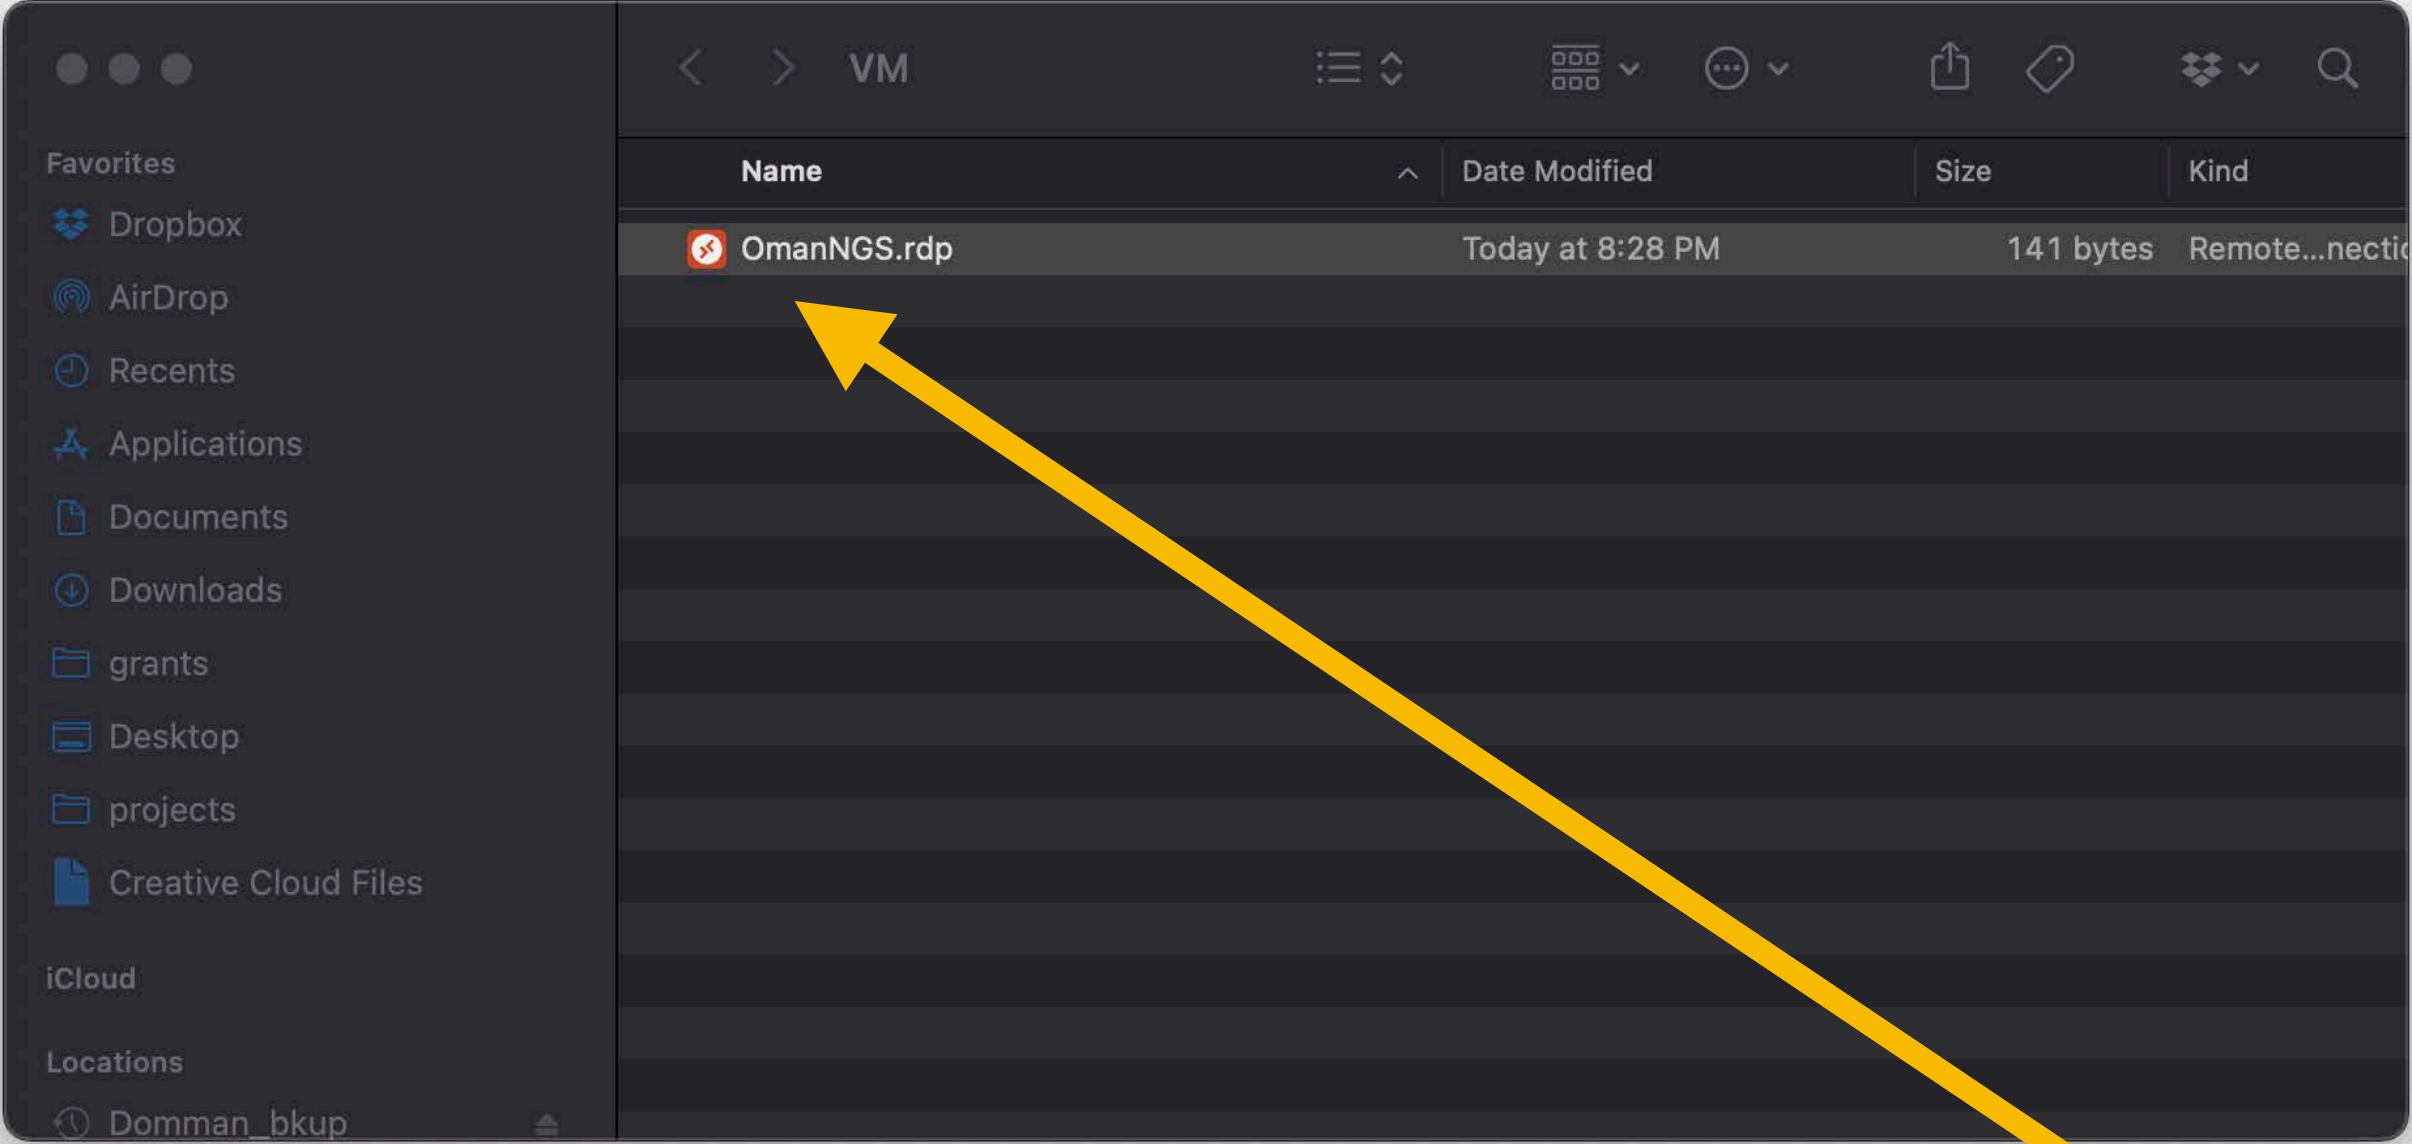 VM
Favorites
Dropbox
AirDrop
Recents
Applications
Documents
Downloads
grants
Desktop
projects
Creative Cloud Files
iCloud
Locations
Domman_bkup
Name Date Modified Size Kind
OmanNGS.rdp Today at 8:28 PM 141 bytes Remote...nectic